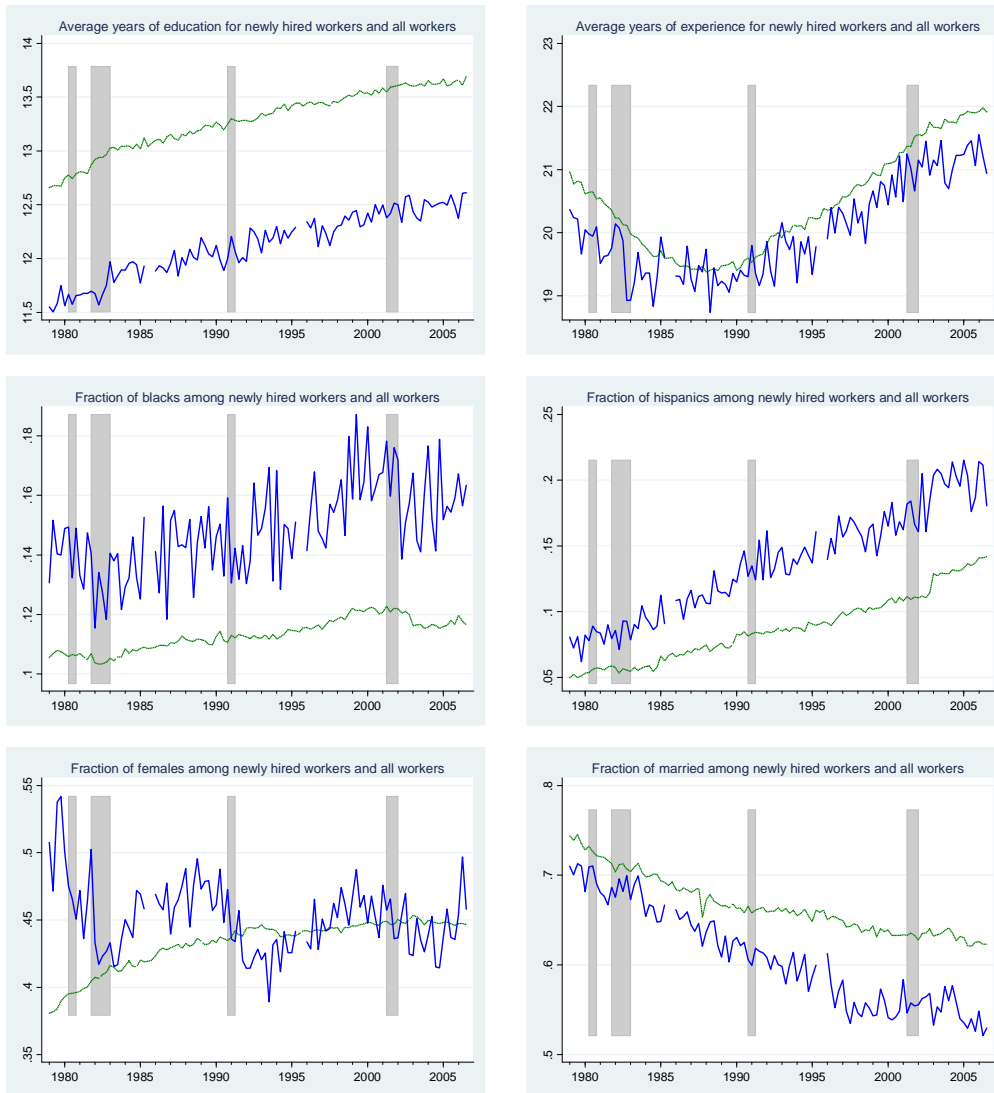 Average years of education for newly hired workers and all workers
14
13.5
13
12.5
12
11.5
1980 1985 1990 1995 2000 2005
Average years of experience for newly hired workers and all workers
23
22
21
20
19
1980 1985 1990 1995 2000 2005
Fraction of blacks among newly hired workers and all workers
.18
.16
.14
.12
.1
1980 1985 1990 1995 2000 2005
Fraction of hispanics among newly hired workers and all workers
.25
.2
.15
.1
.05
1980 1985 1990 1995 2000 2005
Fraction of females among newly hired workers and all workers
.55
.5
.45
.4
.35
1980 1985 1990 1995 2000 2005
Fraction of married among newly hired workers and all workers
.8
.7
.6
.5
1980 1985 1990 1995 2000 2005